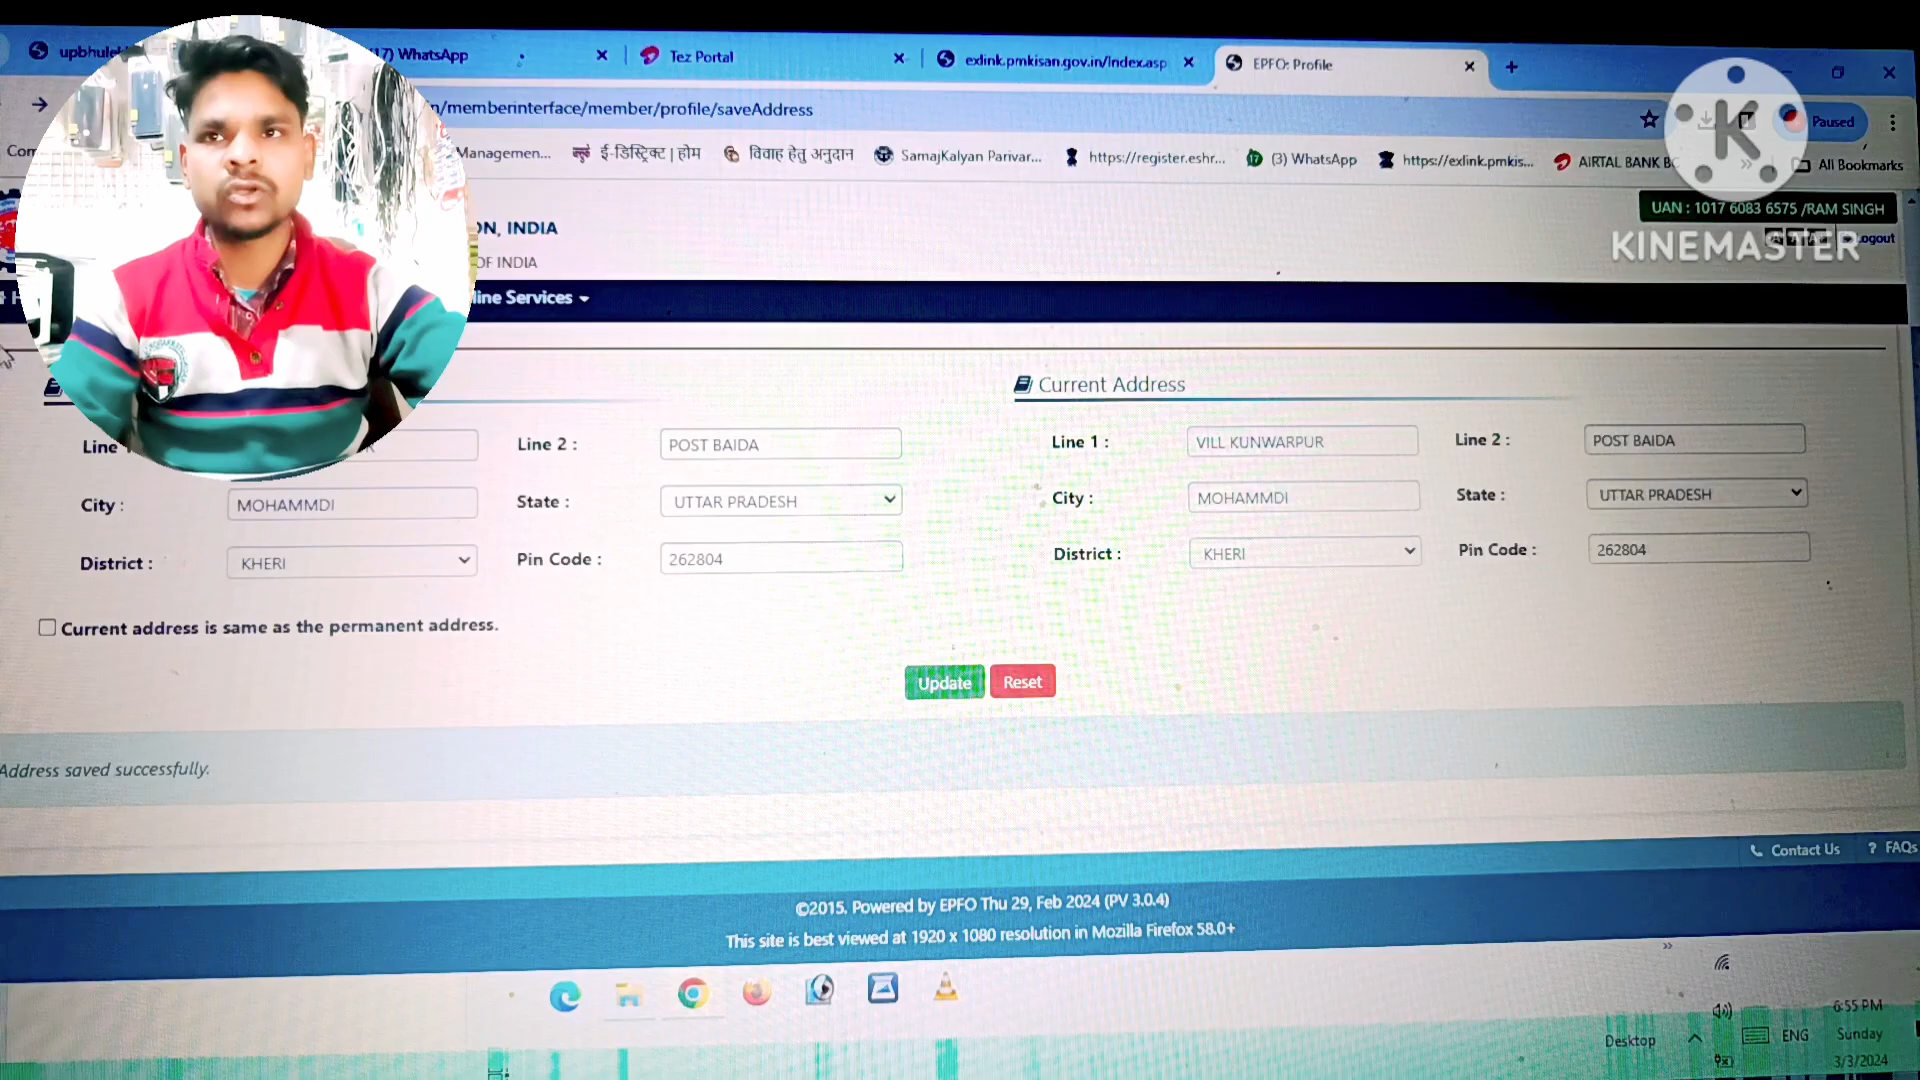 upbhulek
17) WhatsApp
Tez Portal
exlink.pmkisan.gov.in/Index.asp
EPFO: Profile
n/memberinterface/member/profile/saveAddress
Paused
Managemen...
ई-डिस्ट्रिक्ट | होम
विवाह हेतु अनुदान
SamajKalyan Parivar...
https://register.eshr...
(3) WhatsApp
https://exlink.pmkis...
AIRTAL BANK BC
All Bookmarks
K
KINEMASTER
UAN : 1017 6083 6575 /RAM SINGH
Logout
ON, INDIA
OF INDIA
line Services
Current Address
Line 2 : POST BAIDA
City : MOHAMMDI State : UTTAR PRADESH
District : KHERI Pin Code : 262804
Line 1 : VILL KUNWARPUR Line 2 : POST BAIDA
City : MOHAMMDI State : UTTAR PRADESH
District : KHERI Pin Code : 262804
Current address is same as the permanent address.
Update Reset
Address saved successfully.
Contact Us ? FAQs
©2015. Powered by EPFO Thu 29, Feb 2024 (PV 3.0.4)
This site is best viewed at 1920 x 1080 resolution in Mozilla Firefox 58.0+
Desktop
ENG
6:55 PM
Sunday
3/3/2024